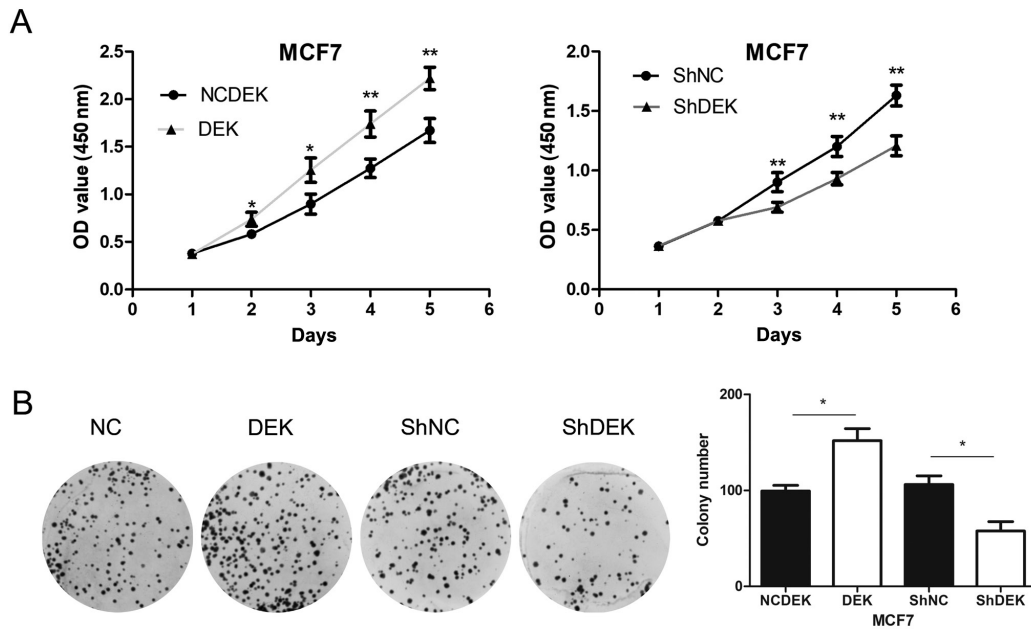 A
MCF7
NCDEK
DEK
OD value (450 nm)
2.5
2.0
1.5
1.0
0.5
0.0
*
*
*
**
**
0 1 2 3 4 5 6
Days
MCF7
ShNC
ShDEK
OD value (450 nm)
2.0
1.5
1.0
0.5
0.0
**
**
**
0 1 2 3 4 5 6
Days
B
NC DEK ShNC ShDEK
Colony number
200
100
0
*
*
NCDEK DEK ShNC ShDEK
MCF7